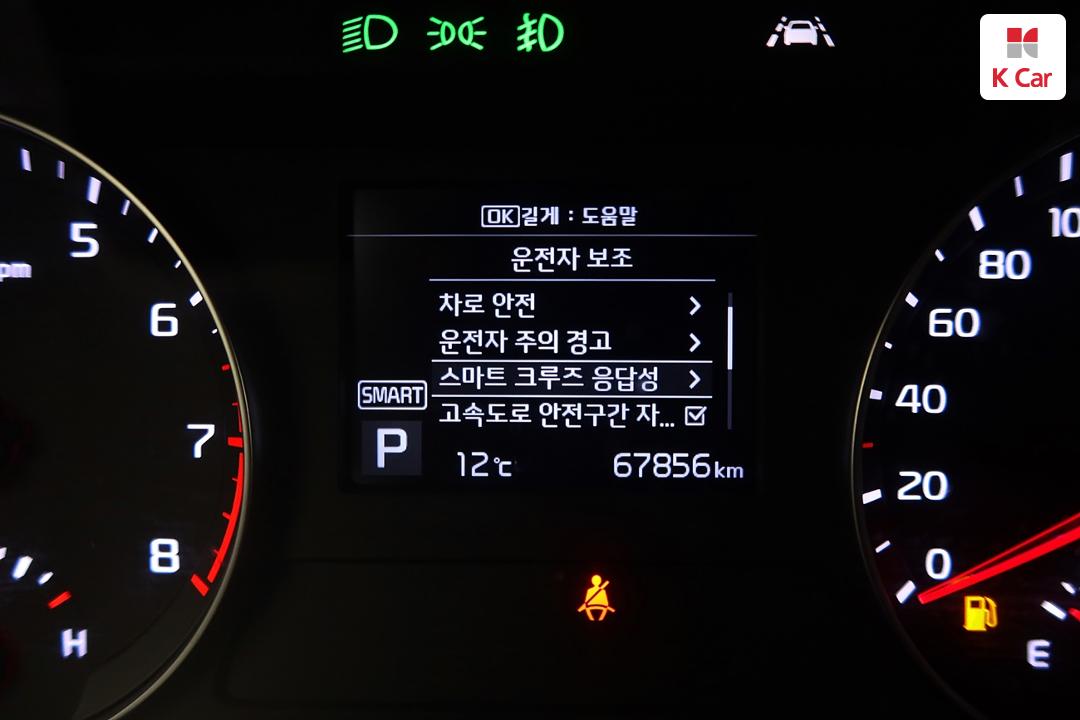 K Car
OK길게 : 도움말
운전자 보조
차로 안전
운전자 주의 경고
스마트 크루즈 응답성
고속도로 안전구간 자...
SMART
P
12℃
67856km
5
6
7
8
H
10
80
60
40
20
0
E